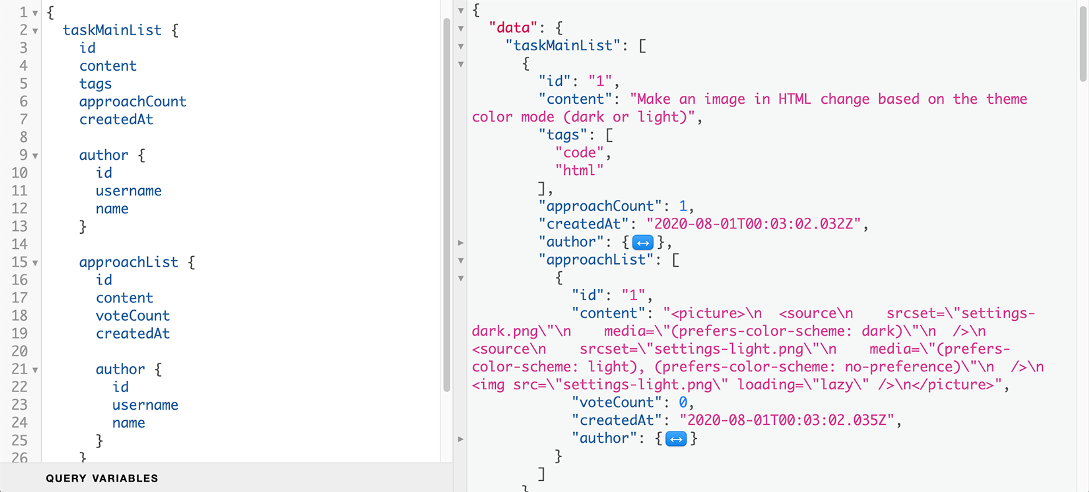 1 {
2 taskMainList {
3 id
4 content
5 tags
6 approachCount
7 createdAt
8
9 author {
10 id
11 username
12 name
13 }
14
15 approachList {
16 id
17 content
18 voteCount
19 createdAt
20
21 author {
22 id
23 username
24 name
25 }
26 }
QUERY VARIABLES
{
"data": {
"taskMainList": [
{
"id": "1",
"content": "Make an image in HTML change based on the theme
color mode (dark or light)",
"tags": [
"code",
"html"
],
"approachCount": 1,
"createdAt": "2020-08-01T00:03:02.032Z",
"author": {↔},
"approachList": [
{
"id": "1",
"content": "<picture>\n  <source\n    srcset=\"settings-
dark.png\"\n    media=\"(prefers-color-scheme: dark)\"\n  />\n
<source\n    srcset=\"settings-light.png\"\n    media=\"(prefers-
color-scheme: light), (prefers-color-scheme: no-preference)\"\n  />\n
<img src=\"settings-light.png\" loading=\"lazy\" />\n</picture>",
"voteCount": 0,
"createdAt": "2020-08-01T00:03:02.035Z",
"author": {↔}
}
]
}